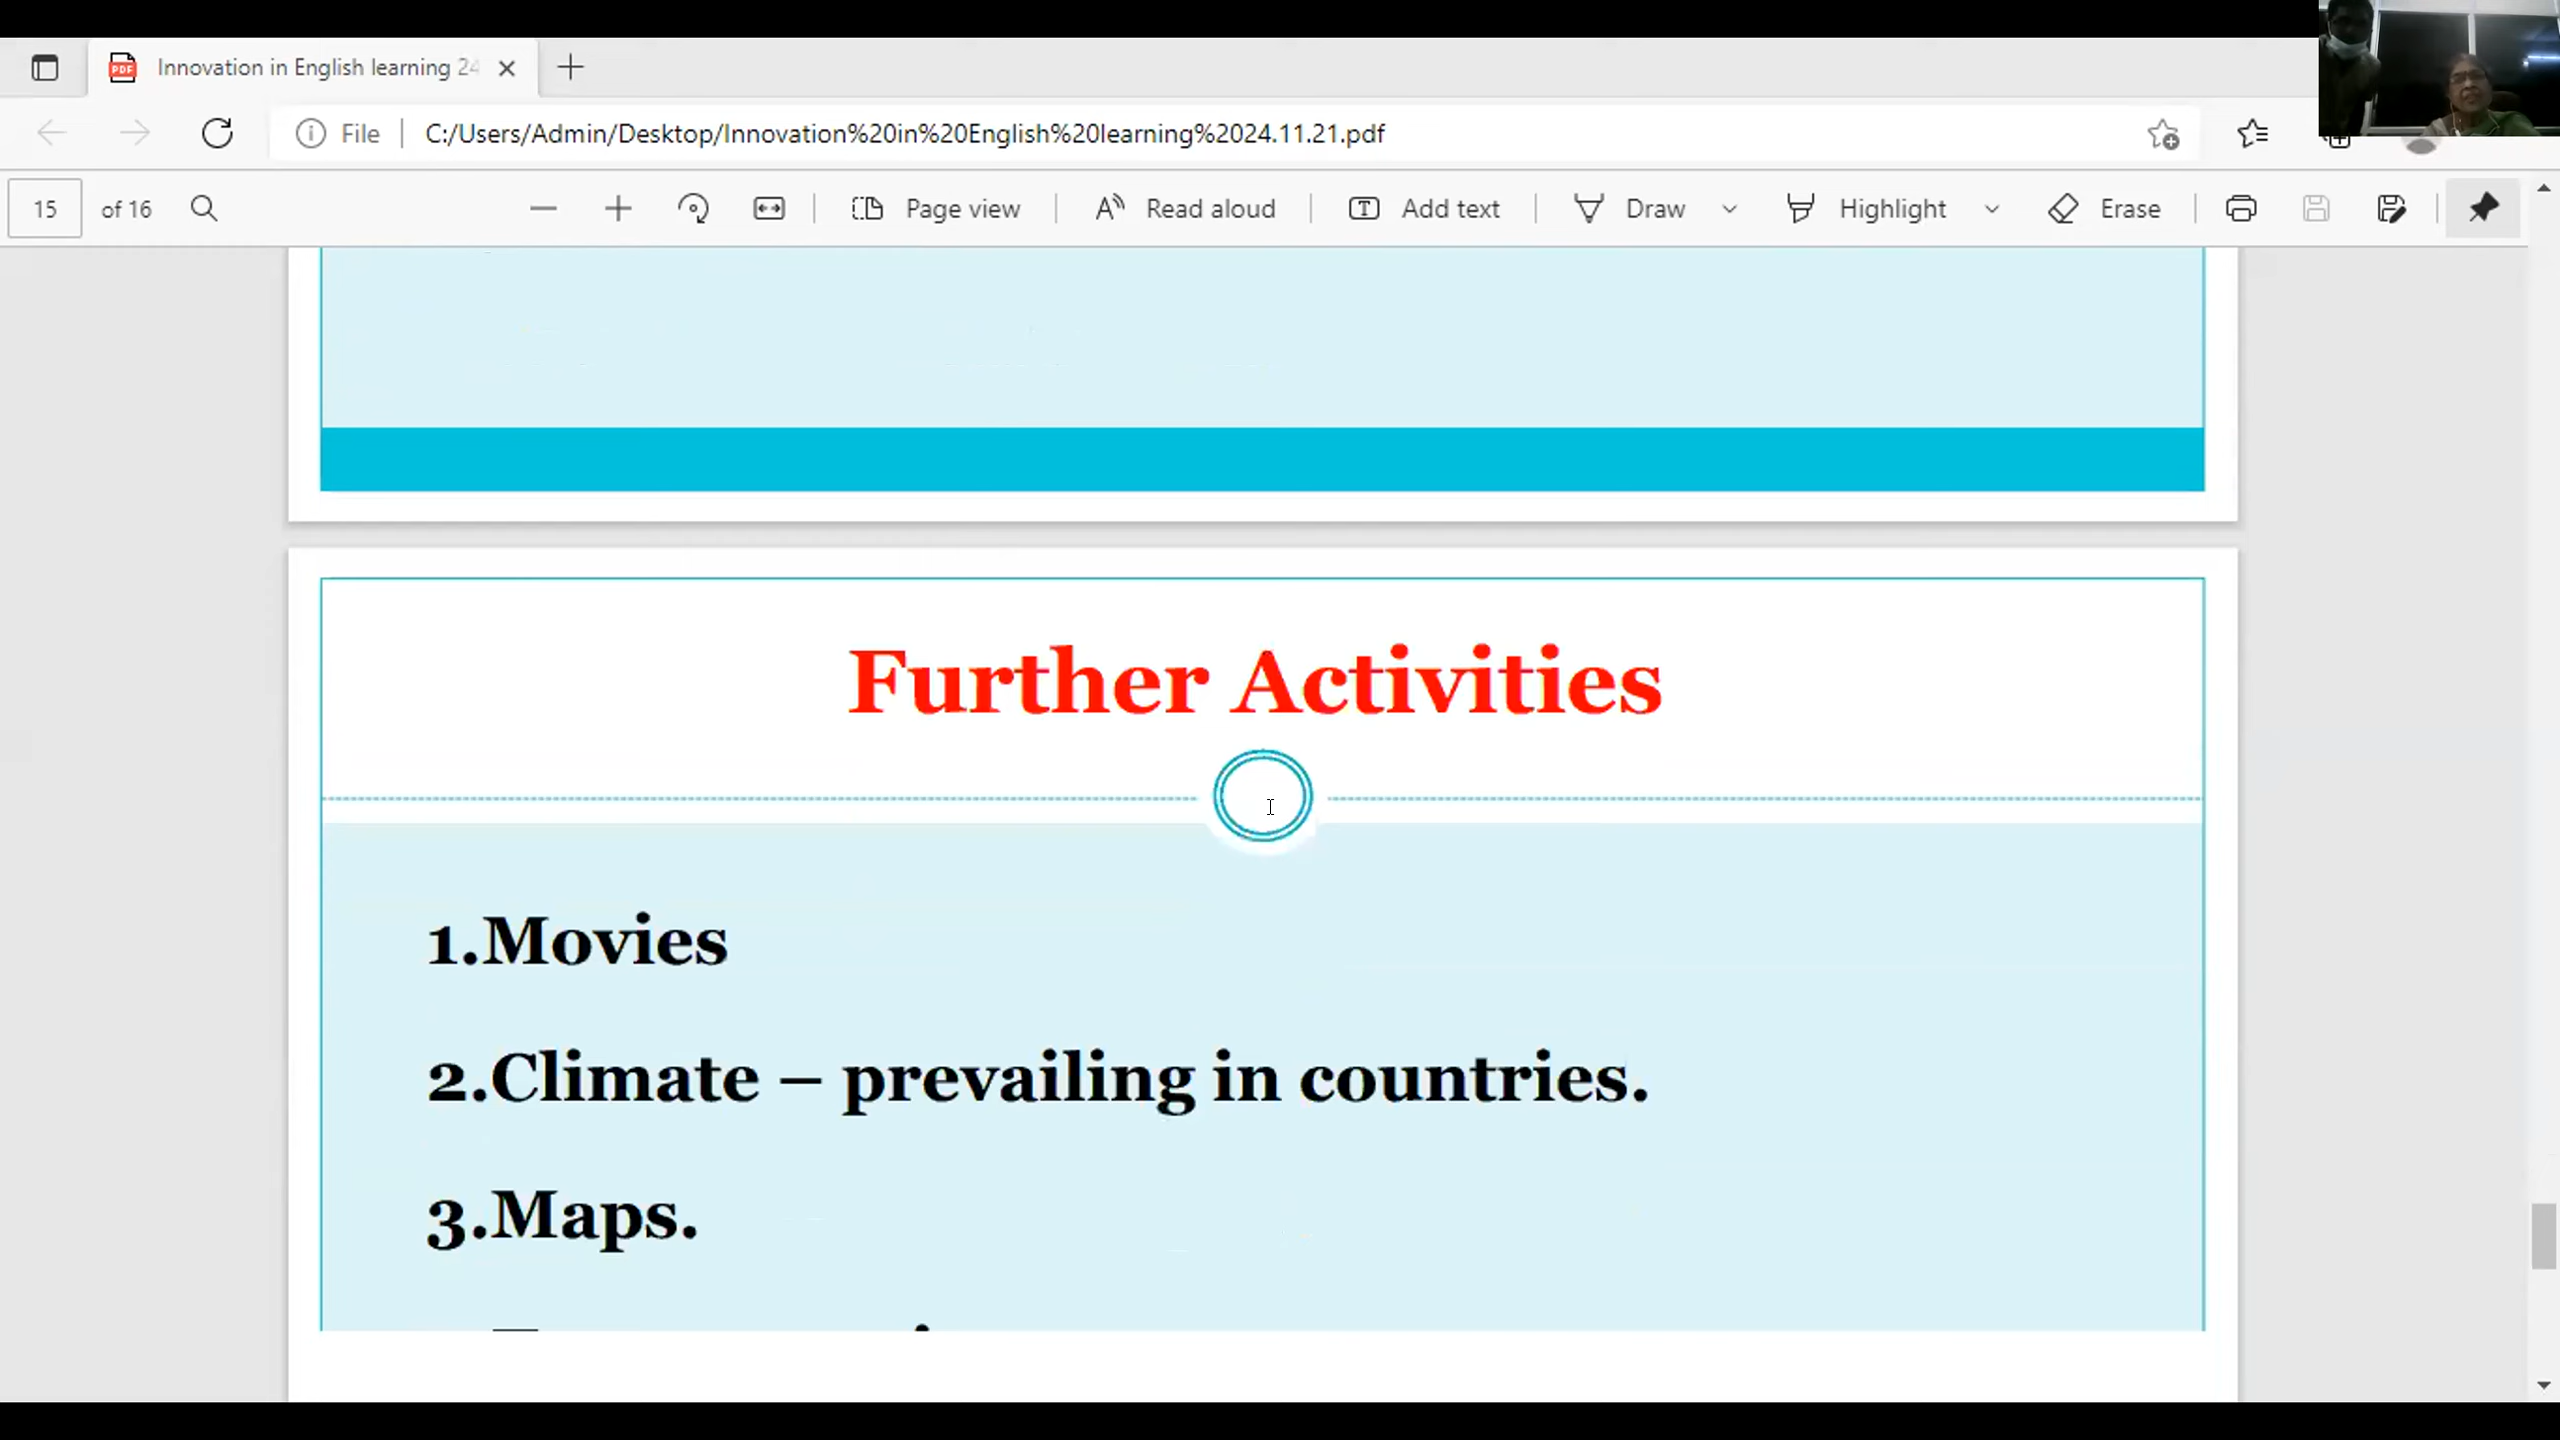 Innovation in English learning 24
File
C:/Users/Admin/Desktop/Innovation%20in%20English%20learning%2024.11.21.pdf
15 of 16
Page view
Read aloud
Add text
Draw
Highlight
Erase
Further Activities
1.Movies
2.Climate – prevailing in countries.
3.Maps.